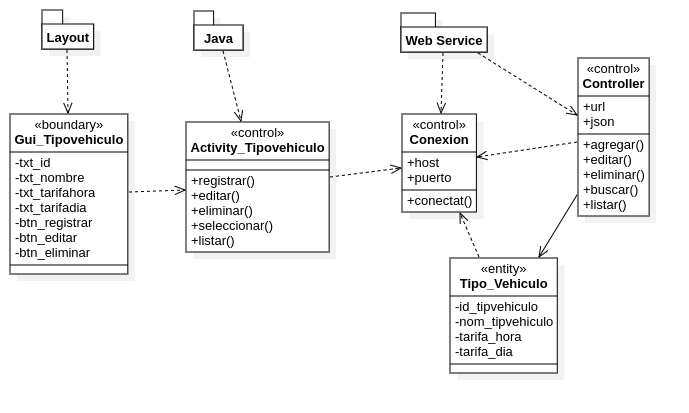 Layout
Java
Web Service
«boundary»
Gui_Tipovehiculo
-txt_id
-txt_nombre
-txt_tarifahora
-txt_tarifadia
-btn_registrar
-btn_editar
-btn_eliminar
«control»
Activity_Tipovehiculo
+registrar()
+editar()
+eliminar()
+seleccionar()
+listar()
«control»
Conexion
+host
+puerto
+conectat()
«control»
Controller
+url
+json
+agregar()
+editar()
+eliminar()
+buscar()
+listar()
«entity»
Tipo_Vehiculo
-id_tipvehiculo
-nom_tipvehiculo
-tarifa_hora
-tarifa_dia